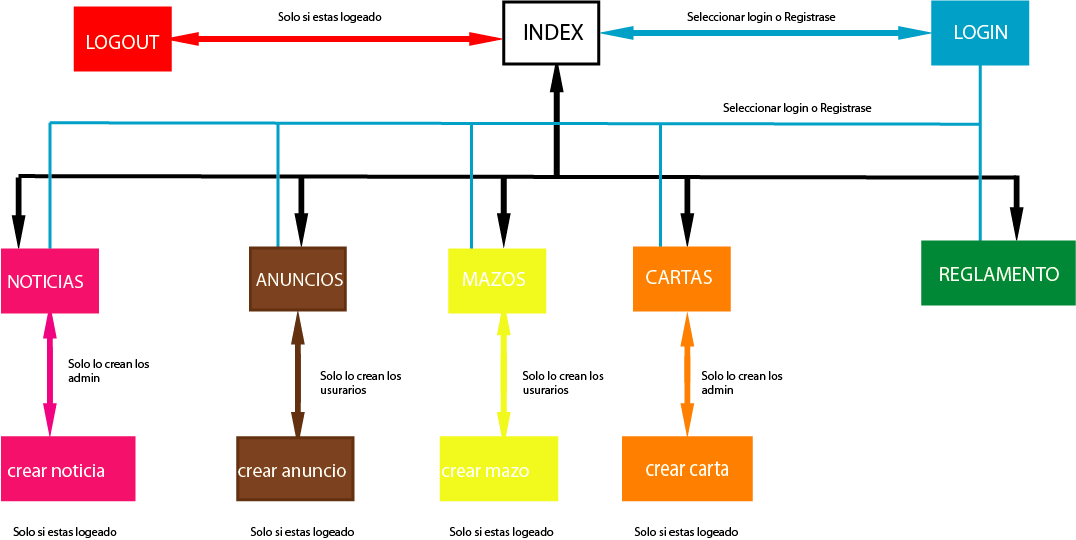 Solo si estas logeado
Seleccionar login o Registrase
LOGOUT
INDEX
LOGIN
Seleccionar login o Registrase
NOTICIAS
ANUNCIOS
MAZOS
CARTAS
REGLAMENTO
Solo lo crean los
admin
Solo lo crean los
usurarios
Solo lo crean los
usurarios
Solo lo crean los
admin
crear noticia
crear anuncio
crear mazo
crear carta
Solo si estas logeado
Solo si estas logeado
Solo si estas logeado
Solo si estas logeado